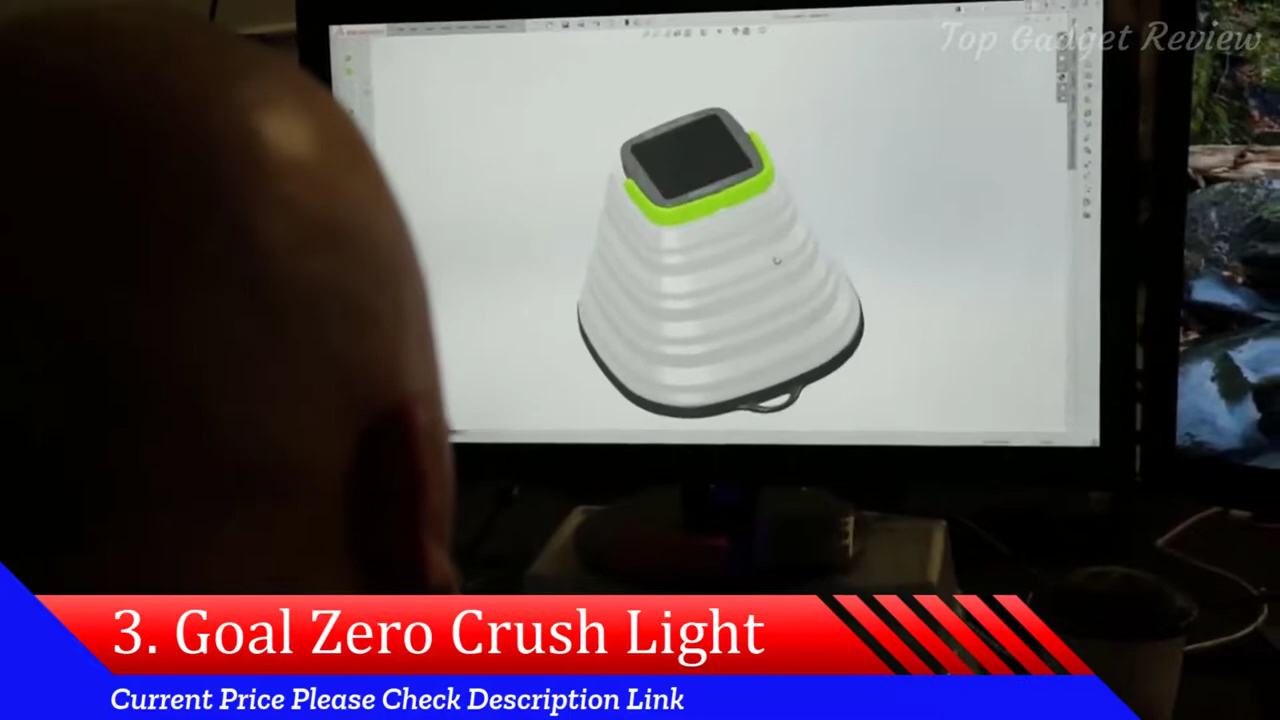 Top Gadget Review
3. Goal Zero Crush Light
Current Price Please Check Description Link